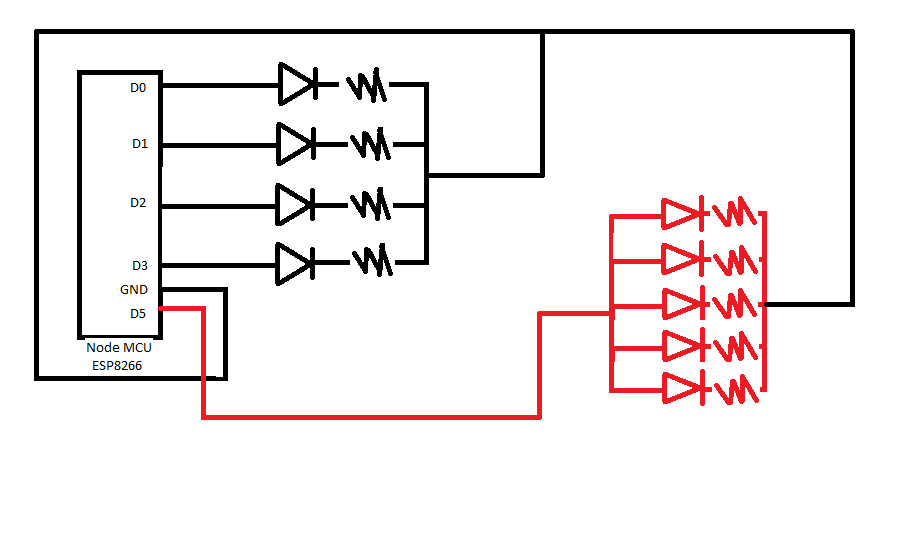 D0
D1
D2
D3
GND
D5
Node MCU
ESP8266